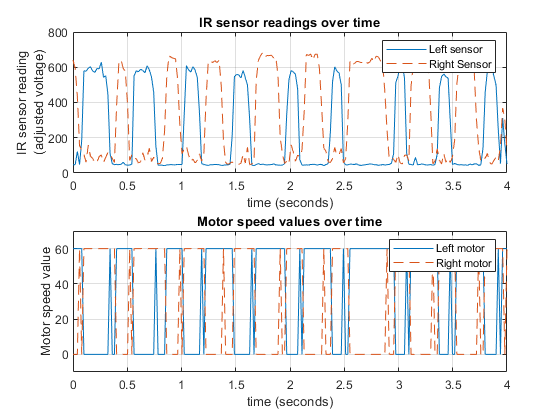 IR sensor readings over time
800
600
400
200
0
IR sensor reading
(adjusted voltage)
Left sensor
Right Sensor
0 0.5 1 1.5 2 2.5 3 3.5 4
time (seconds)
Motor speed values over time
60
40
20
0
Motor speed value
Left motor
Right motor
0 0.5 1 1.5 2 2.5 3 3.5 4
time (seconds)